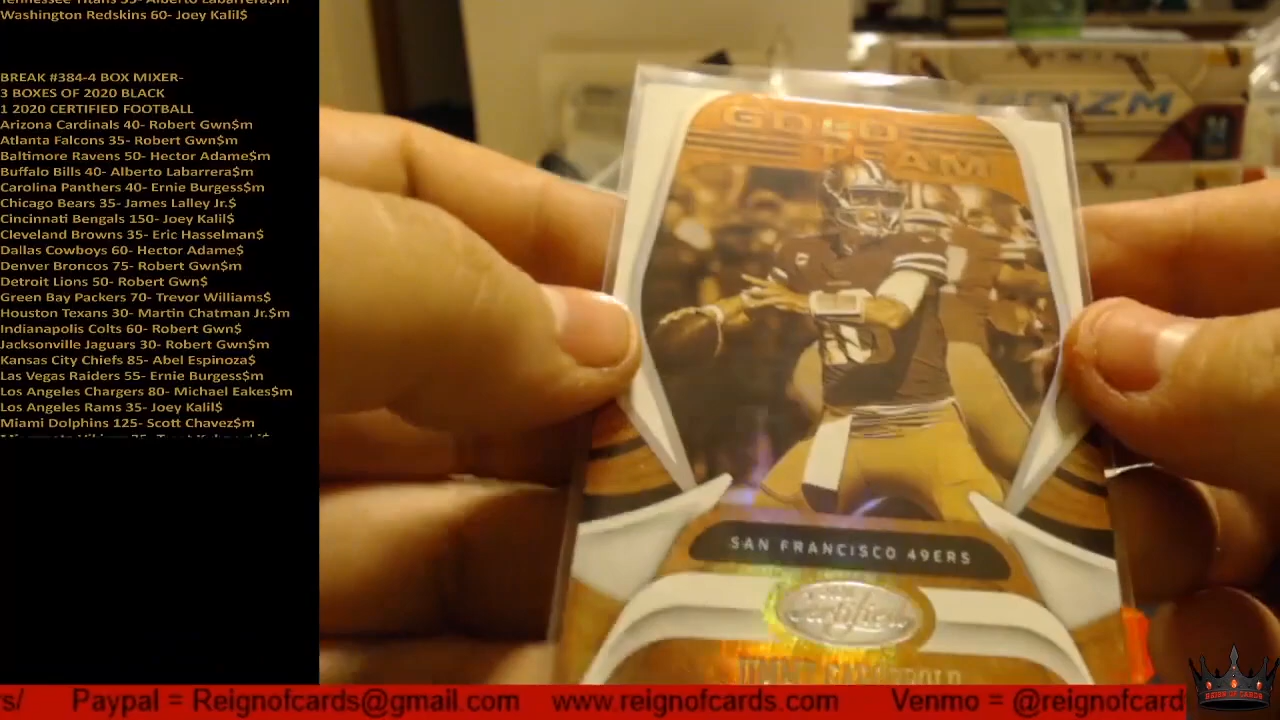 Washington Redskins 60- Joey Kalil$
BREAK #384-4 BOX MIXER-
3 BOXES OF 2020 BLACK
1 2020 CERTIFIED FOOTBALL
Arizona Cardinals 40- Robert Gwn$m
Atlanta Falcons 35- Robert Gwn$m
Baltimore Ravens 50- Hector Adame$m
Buffalo Bills 40- Alberto Labarrera$m
Carolina Panthers 40- Ernie Burgess$m
Chicago Bears 35- James Lalley Jr.$
Cincinnati Bengals 150- Joey Kalil$
Cleveland Browns 35- Eric Hasselman$
Dallas Cowboys 60- Hector Adame$
Denver Broncos 75- Robert Gwn$m
Detroit Lions 50- Robert Gwn$
Green Bay Packers 70- Trevor Williams$
Houston Texans 30- Martin Chatman Jr.$m
Indianapolis Colts 60- Robert Gwn$
Jacksonville Jaguars 30- Robert Gwn$m
Kansas City Chiefs 85- Abel Espinoza$
Las Vegas Raiders 55- Ernie Burgess$m
Los Angeles Chargers 80- Michael Eakes$m
Los Angeles Rams 35- Joey Kalil$
Miami Dolphins 125- Scott Chavez$m
PRIZM
GOLD
TEAM
SAN FRANCISCO 49ERS
Certified
rs/ Paypal = Reignofcards@gmail.com www.reignofcards.com Venmo = @reignofcard
REIGN OF CARDS